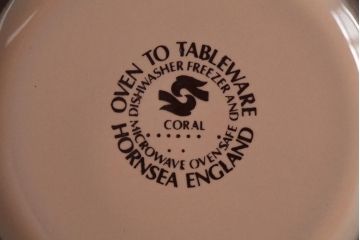 OVEN TO TABLEWARE
DISHWASHER FREEZER AND
CORAL
MICROWAVE OVEN SAFE
HORNSEA ENGLAND